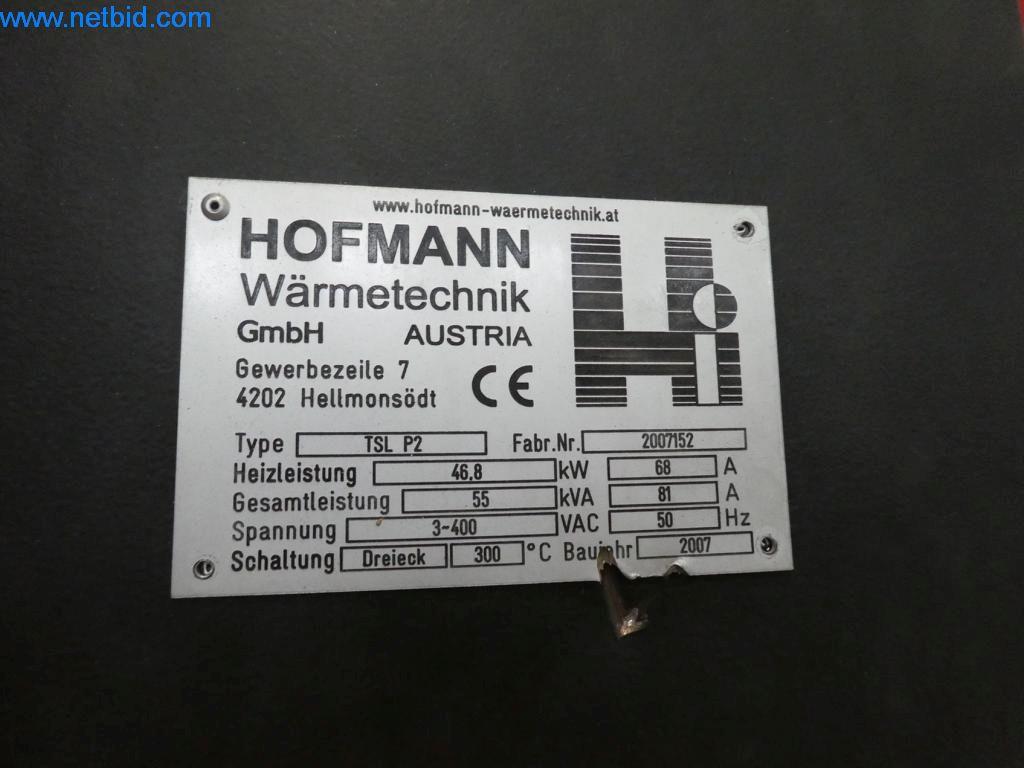 www.netbid.com
www.hofmann-waermetechnik.at
HOFMANN
Wärmetechnik
GmbH AUSTRIA
Gewerbezeile 7
4202 Hellmonsödt
CE
Hi
Type TSL P2 Fabr.Nr. 2007152
Heizleistung 46,8 kW 68 A
Gesamtleistung 55 kVA 81 A
Spannung 3~400 VAC 50 Hz
Schaltung Dreieck 300 °C Baujahr 2007